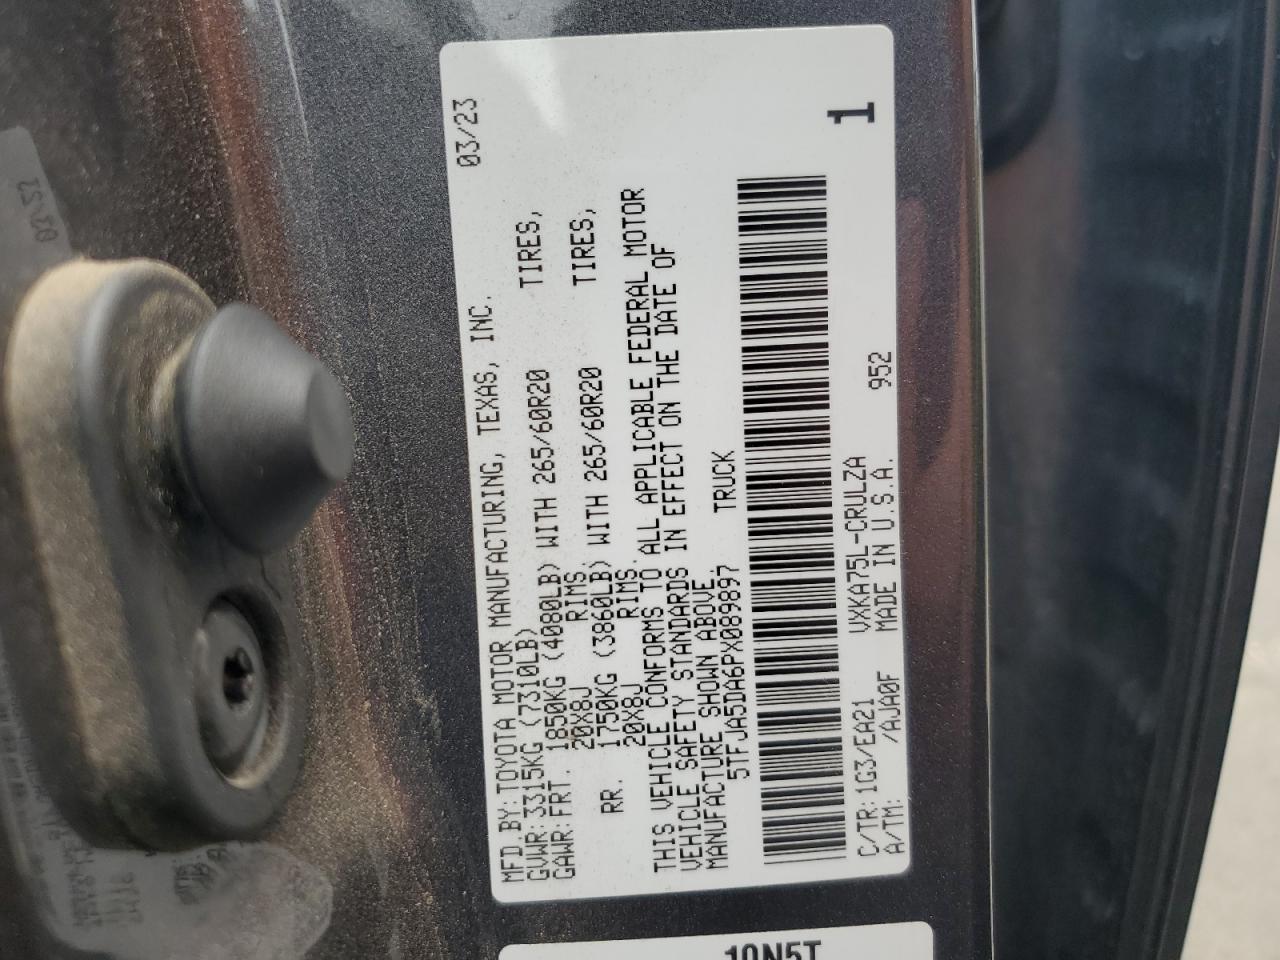 MFD.BY:TOYOTA MOTOR MANUFACTURING, TEXAS, INC. 03/23
GVWR:3315KG (7310LB)
GAWR:FRT. 1850KG (4080LB) WITH 265/60R20 TIRES,
20X8J RIMS.
RR. 1750KG (3860LB) WITH 265/60R20 TIRES,
20X8J RIMS.
THIS VEHICLE CONFORMS TO ALL APPLICABLE FEDERAL MOTOR
VEHICLE SAFETY STANDARDS IN EFFECT ON THE DATE OF
MANUFACTURE SHOWN ABOVE.
5TFJA5DA6PX089897 TRUCK
1
C/TR:1G3/EA21 VXKA75L-CRULZA 952
A/TM: /AJA0F MADE IN U.S.A.
10N5T